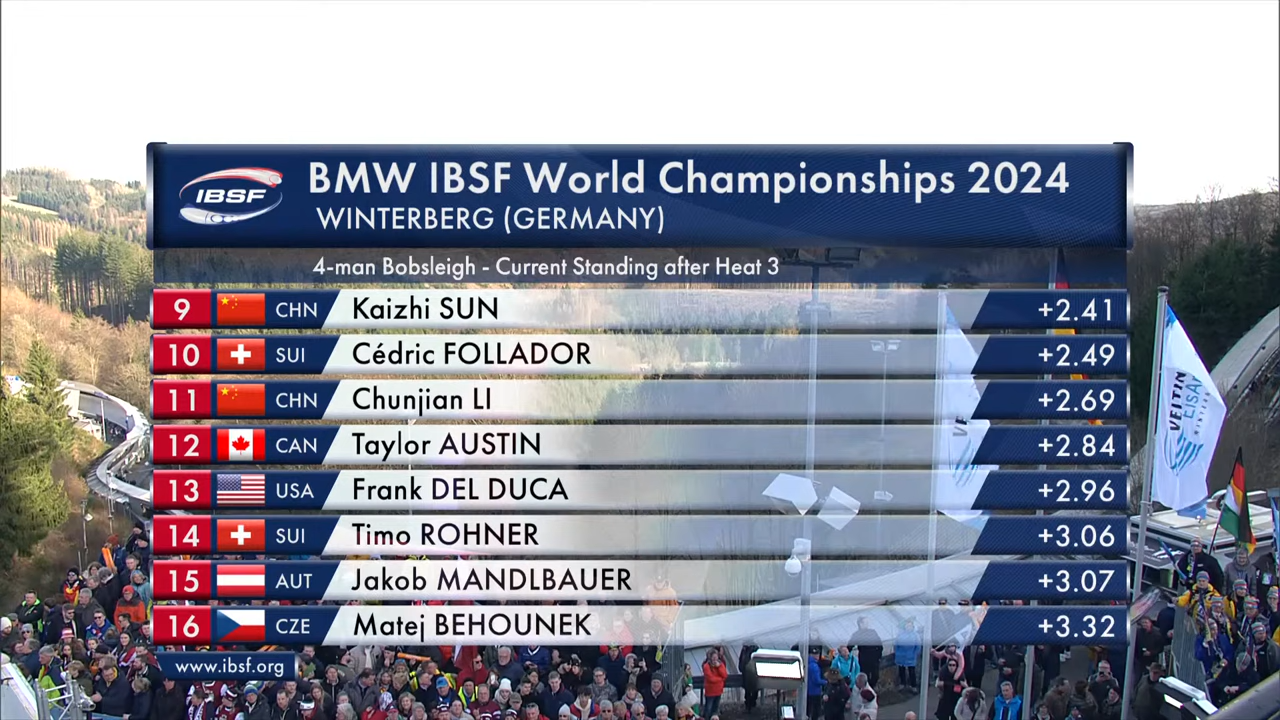 IBSF
BMW IBSF World Championships 2024
WINTERBERG (GERMANY)
4-man Bobsleigh - Current Standing after Heat 3
9 CHN Kaizhi SUN +2.41
10 SUI Cédric FOLLADOR +2.49
11 CHN Chunjian LI +2.69
12 CAN Taylor AUSTIN +2.84
13 USA Frank DEL DUCA +2.96
14 SUI Timo ROHNER +3.06
15 AUT Jakob MANDLBAUER +3.07
16 CZE Matej BEHOUNEK +3.32
www.ibsf.org
VELTINS